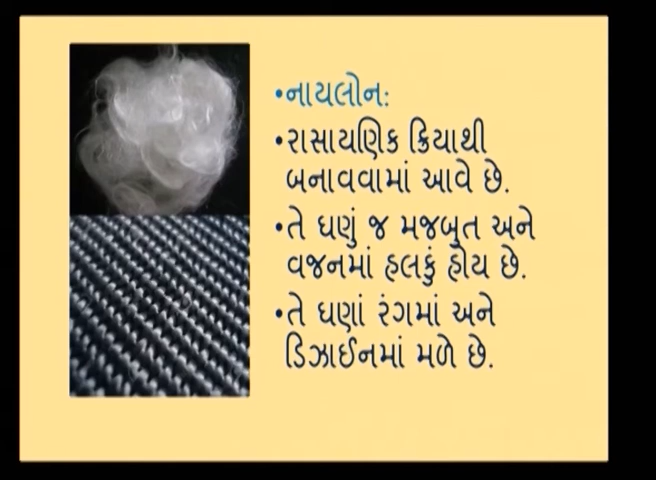 •નાયલોન:
•રાસાયણિક ક્રિયાથી
બનાવવામાં આવે છે.
•તે ઘણું જ મજબુત અને
વજનમાં હલકું હોય છે.
•તે ઘણાં રંગમાં અને
ડિઝાઈનમાં મળે છે.